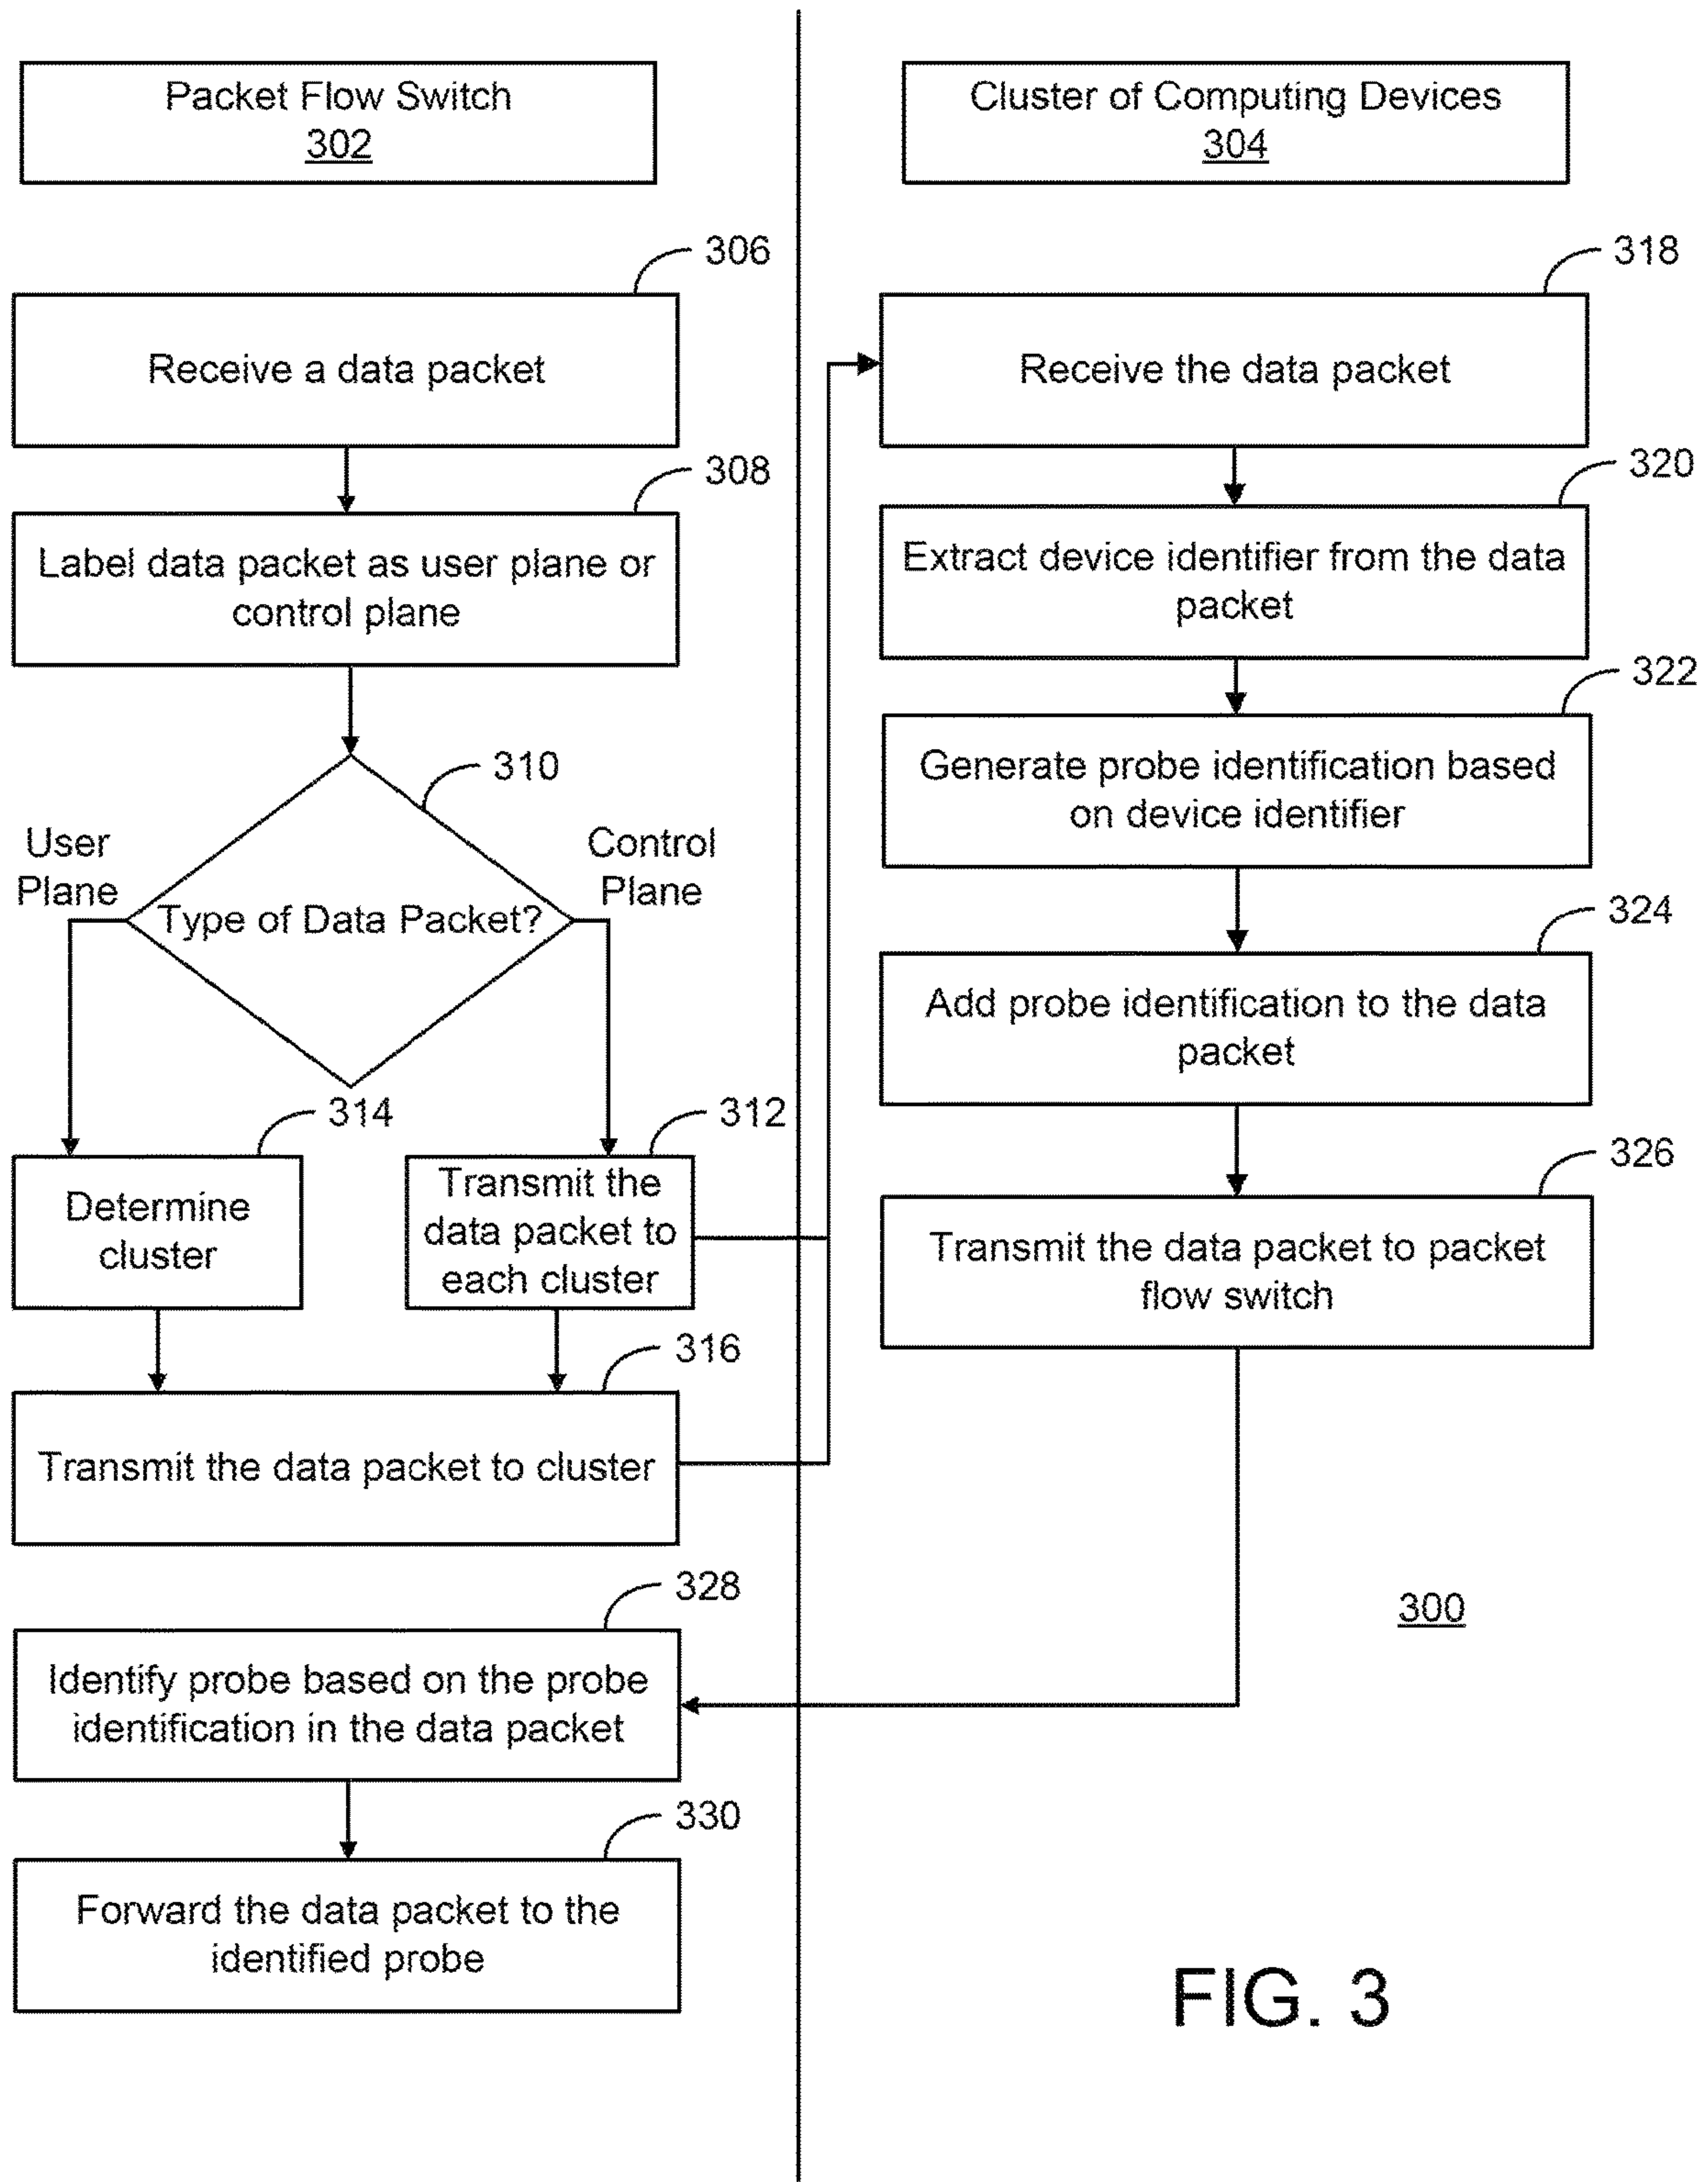 Packet Flow Switch
302
306
Receive a data packet
308
Label data packet as user plane or
control plane
310
User
Plane
Control
Plane
Type of Data Packet?
314
Determine
cluster
312
Transmit the
data packet to
each cluster
316
Transmit the data packet to cluster
328
Identify probe based on the probe
identification in the data packet
330
Forward the data packet to the
identified probe
Cluster of Computing Devices
304
318
Receive the data packet
320
Extract device identifier from the data
packet
322
Generate probe identification based
on device identifier
324
Add probe identification to the data
packet
326
Transmit the data packet to packet
flow switch
300
FIG. 3